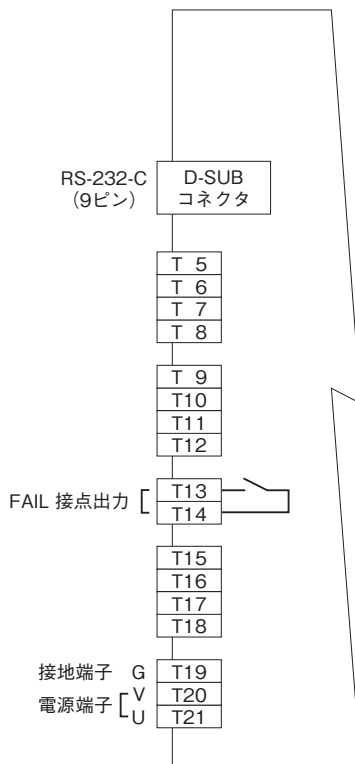 RS-232-C
(9ピン)
D-SUB
コネクタ
T 5
T 6
T 7
T 8
T 9
T10
T11
T12
FAIL 接点出力
T13
T14
T15
T16
T17
T18
接地端子 G T19
電源端子
V T20
U T21